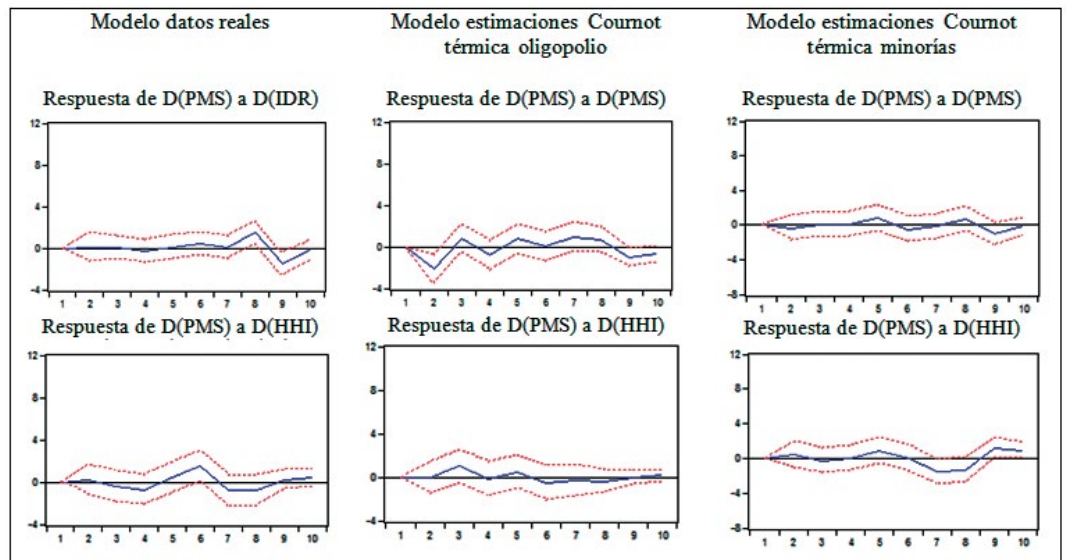 Modelo datos reales
Modelo estimaciones Cournot
térmica oligopolio
Modelo estimaciones Cournot
térmica minorías
Respuesta de D(PMS) a D(IDR)
12
8
4
0
-4
1 2 3 4 5 6 7 8 9 10
Respuesta de D(PMS) a D(PMS)
12
8
4
0
-4
1 2 3 4 5 6 7 8 9 10
Respuesta de D(PMS) a D(PMS)
12
8
4
0
-4
-8
1 2 3 4 5 6 7 8 9 10
Respuesta de D(PMS) a D(HHI)
12
8
4
0
-4
1 2 3 4 5 6 7 8 9 10
Respuesta de D(PMS) a D(HHI)
12
8
4
0
-4
1 2 3 4 5 6 7 8 9 10
Respuesta de D(PMS) a D(HHI)
12
8
4
0
-4
-8
1 2 3 4 5 6 7 8 9 10